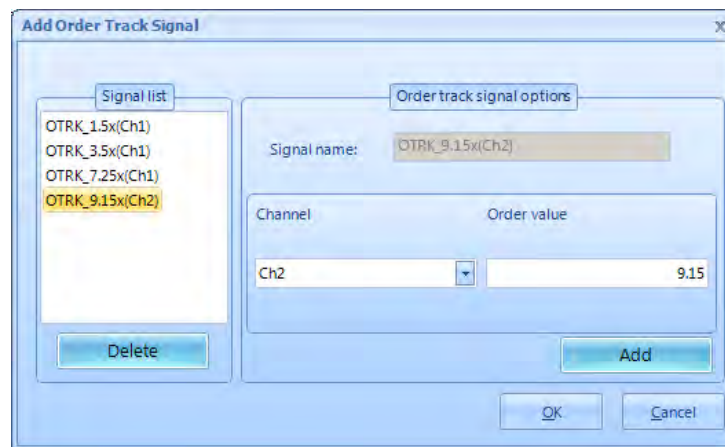 Add Order Track Signal
x
Signal list
OTRK_1.5x(Ch1)
OTRK_3.5x(Ch1)
OTRK_7.25x(Ch1)
OTRK_9.15x(Ch2)
Delete
Order track signal options
Signal name:
OTRK_9.15x(Ch2)
Channel
Order value
Ch2
9.15
Add
OK
Cancel